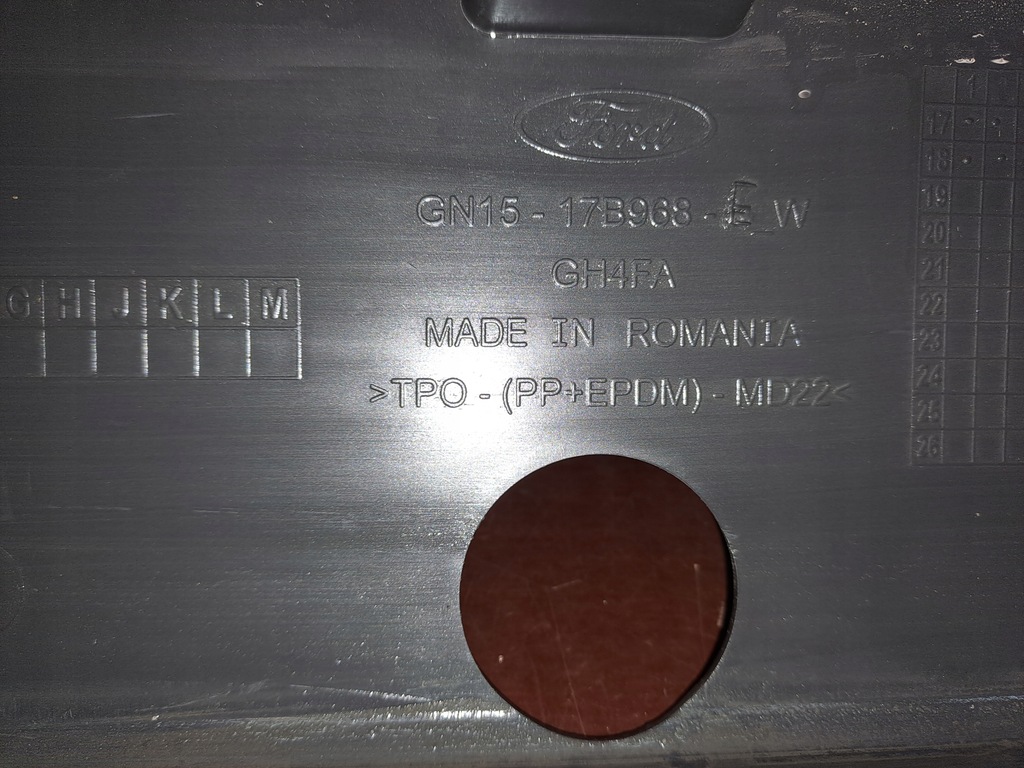 Ford
GN15 - 17B968 - E_W
GH4FA
MADE IN ROMANIA
>TPO - (PP+EPDM) - MD22<
G H J K L M
1
17
18
19
20
21
22
23
24
25
26